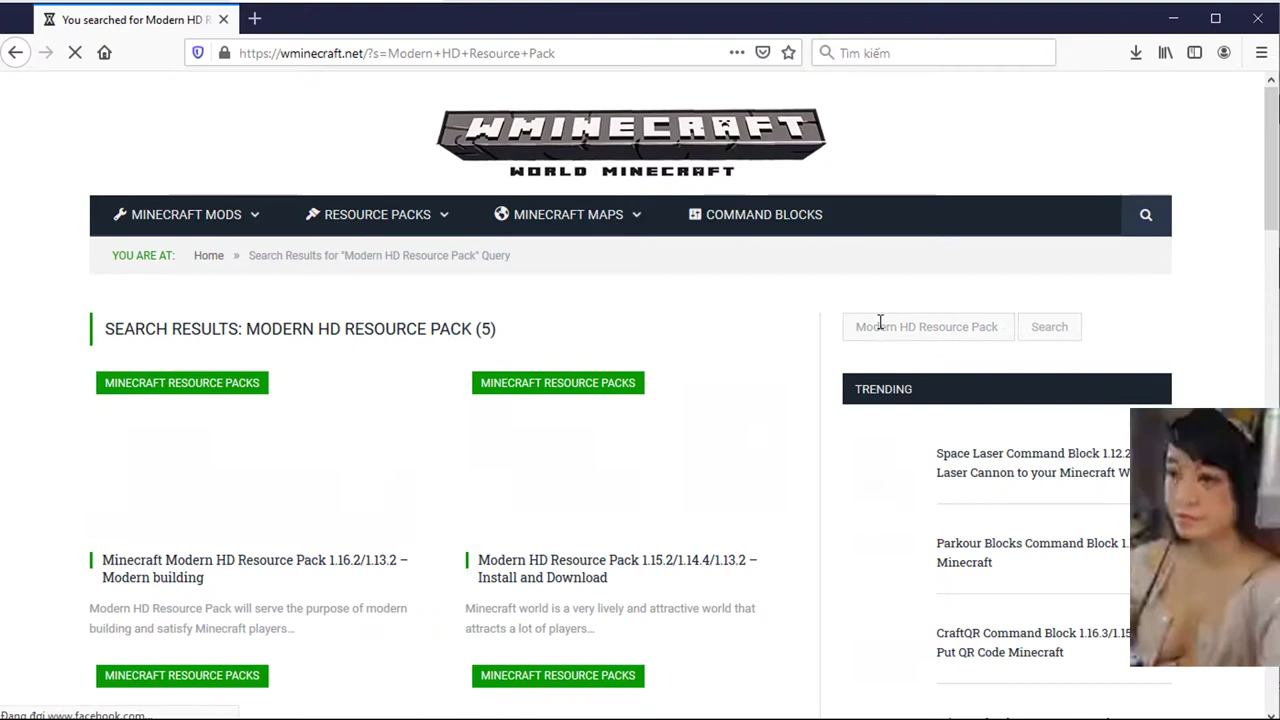 You searched for Modern HD R
https://wminecraft.net/?s=Modern+HD+Resource+Pack
Tìm kiếm
WMINECRAFT
WORLD MINECRAFT
MINECRAFT MODS
RESOURCE PACKS
MINECRAFT MAPS
COMMAND BLOCKS
YOU ARE AT: Home » Search Results for "Modern HD Resource Pack" Query
SEARCH RESULTS: MODERN HD RESOURCE PACK (5)
MINECRAFT RESOURCE PACKS
Minecraft Modern HD Resource Pack 1.16.2/1.13.2 –
Modern building
Modern HD Resource Pack will serve the purpose of modern
building and satisfy Minecraft players…
MINECRAFT RESOURCE PACKS
MINECRAFT RESOURCE PACKS
Modern HD Resource Pack 1.15.2/1.14.4/1.13.2 –
Install and Download
Minecraft world is a very lively and attractive world that
attracts a lot of players…
MINECRAFT RESOURCE PACKS
Modern HD Resource Pack
Search
TRENDING
Space Laser Command Block 1.12.2
Laser Cannon to your Minecraft W
Parkour Blocks Command Block 1.
Minecraft
CraftQR Command Block 1.16.3/1.15
Put QR Code Minecraft
Đang đợi www.facebook.com...